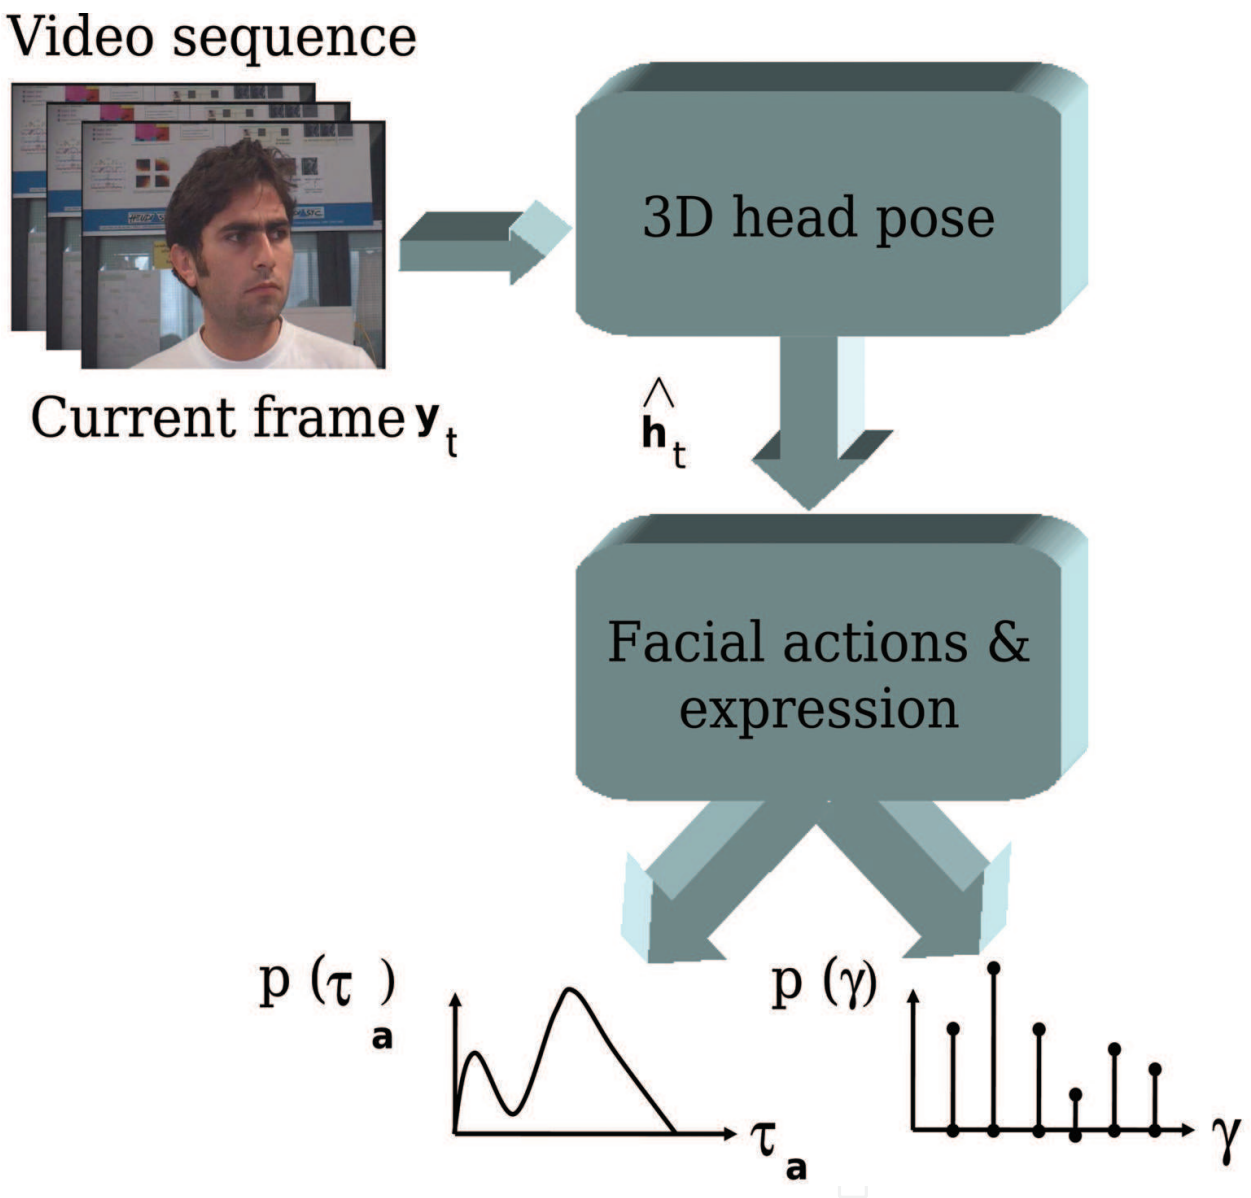 Video sequence
Current frame y_t
3D head pose
ĥ_t
Facial actions &
expression
p (τ_a)
τ_a
p (γ)
γ